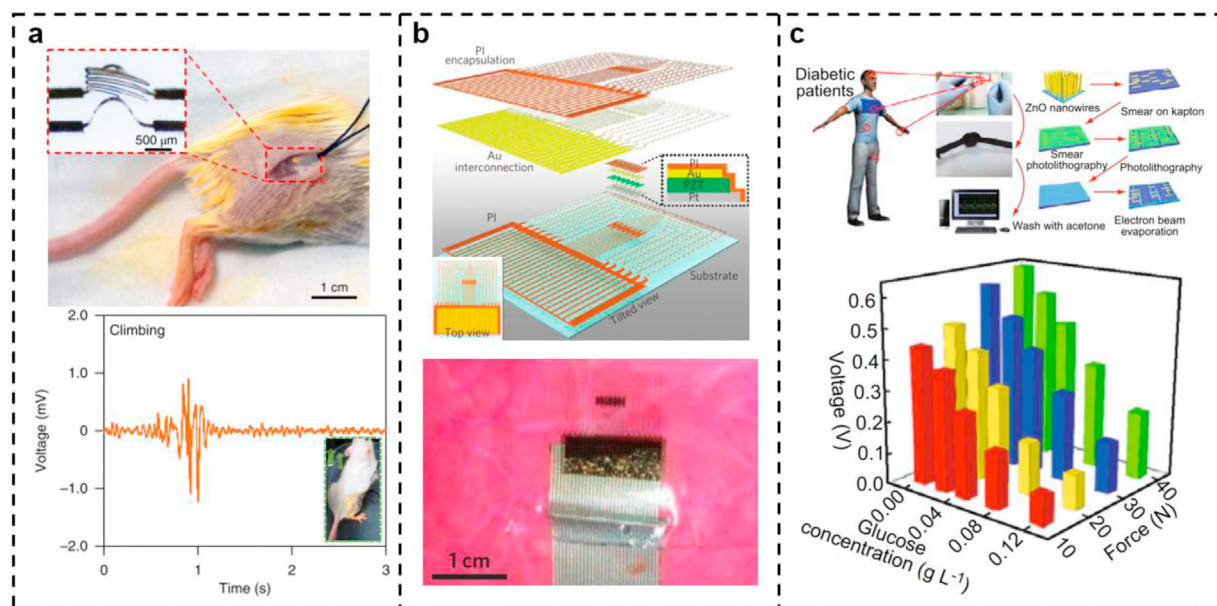 a
500 μm
1 cm
2.0
1.0
0
−1.0
−2.0
Voltage (mV)
Climbing
0
1
2
3
Time (s)
b
PI
encapsulation
Au
interconnection
PI
Au
PZT
Pt
PI
Substrate
Tilted view
Top view
1 cm
c
Diabetic
patients
ZnO nanowires
Smear on kapton
Smear
photolithography
Photolithography
Wash with acetone
Electron beam
evaporation
0.6
0.5
0.4
0.3
0.2
0.1
0.0
Voltage (V)
0.00
0.04
0.08
0.12
Glucose
concentration (g L⁻¹)
10
20
30
40
Force (N)